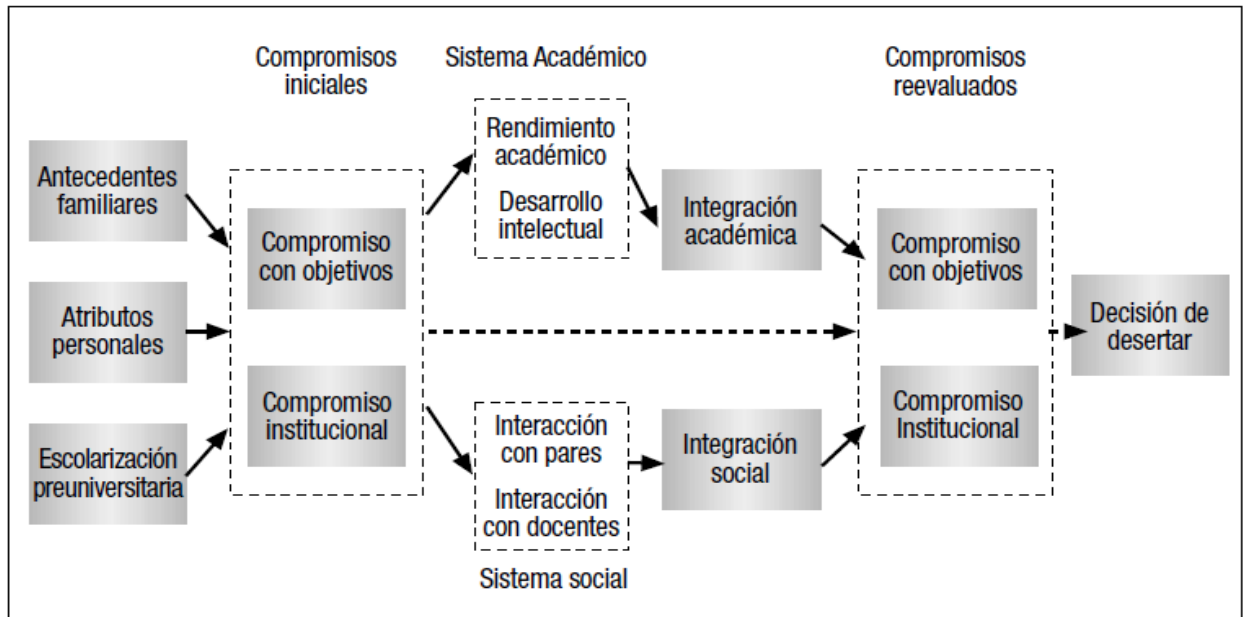 Compromisos
iniciales
Sistema Académico
Compromisos
reevaluados
Antecedentes
familiares
Atributos
personales
Escolarización
preuniversitaria
Compromiso
con objetivos
Compromiso
institucional
Rendimiento
académico
Desarrollo
intelectual
Interacción
con pares
Interacción
con docentes
Sistema social
Integración
académica
Integración
social
Compromiso
con objetivos
Compromiso
Institucional
Decisión de
desertar